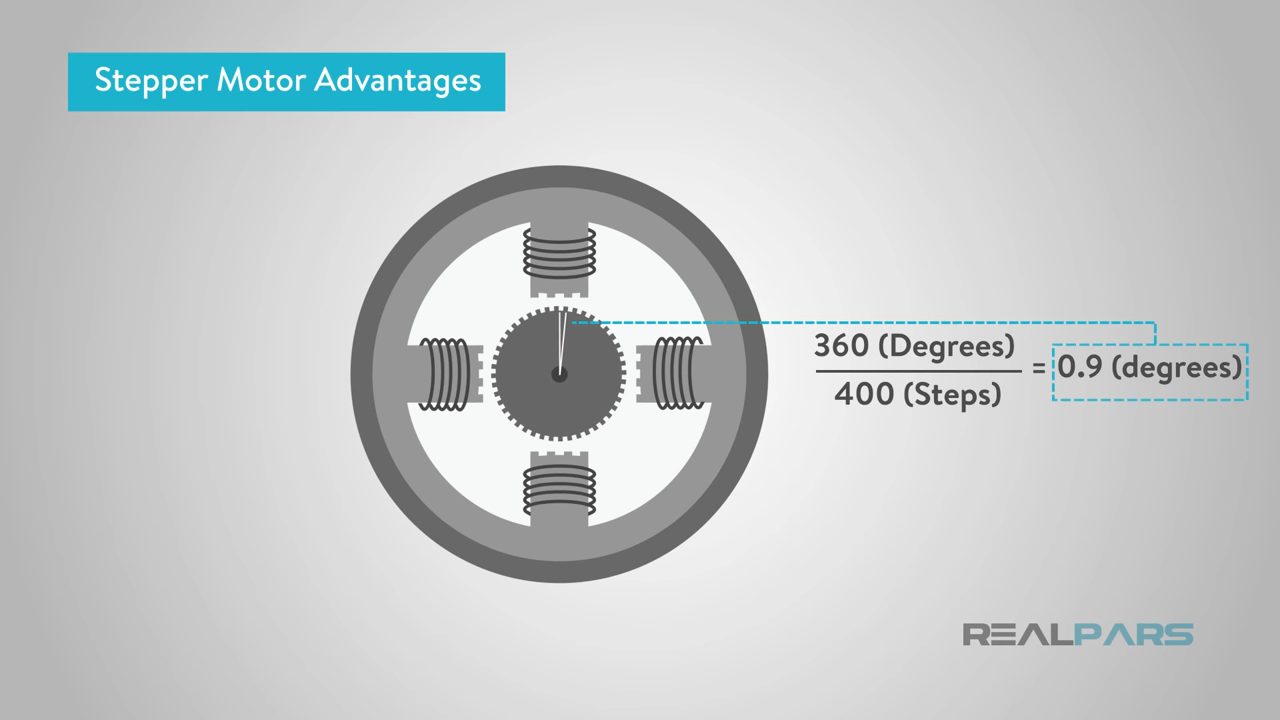 Stepper Motor Advantages
360 (Degrees)
400 (Steps)
= 0.9 (degrees)
REALPARS